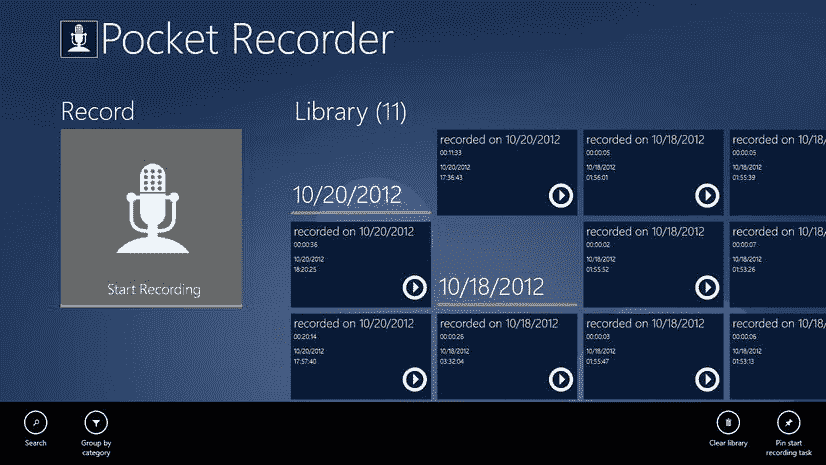 Pocket Recorder
Record
Start Recording
Library (11)
10/20/2012
recorded on 10/20/2012
00:00:36
10/20/2012
18:20:25
recorded on 10/20/2012
00:20:14
10/20/2012
17:57:40
recorded on 10/20/2012
00:11:33
10/20/2012
17:36:43
10/18/2012
recorded on 10/18/2012
00:00:26
10/18/2012
03:32:04
recorded on 10/18/2012
00:00:05
10/18/2012
01:56:01
recorded on 10/18/2012
00:00:02
10/18/2012
01:55:52
recorded on 10/18/2012
00:00:03
10/18/2012
01:55:47
recorded on 10/18/
00:00:05
10/18/2012
01:55:39
recorded on 10/18/
00:00:07
10/18/2012
01:53:26
recorded on 10/18/
00:00:06
10/18/2012
01:53:13
Search
Group by
category
Clear library
Pin start
recording task